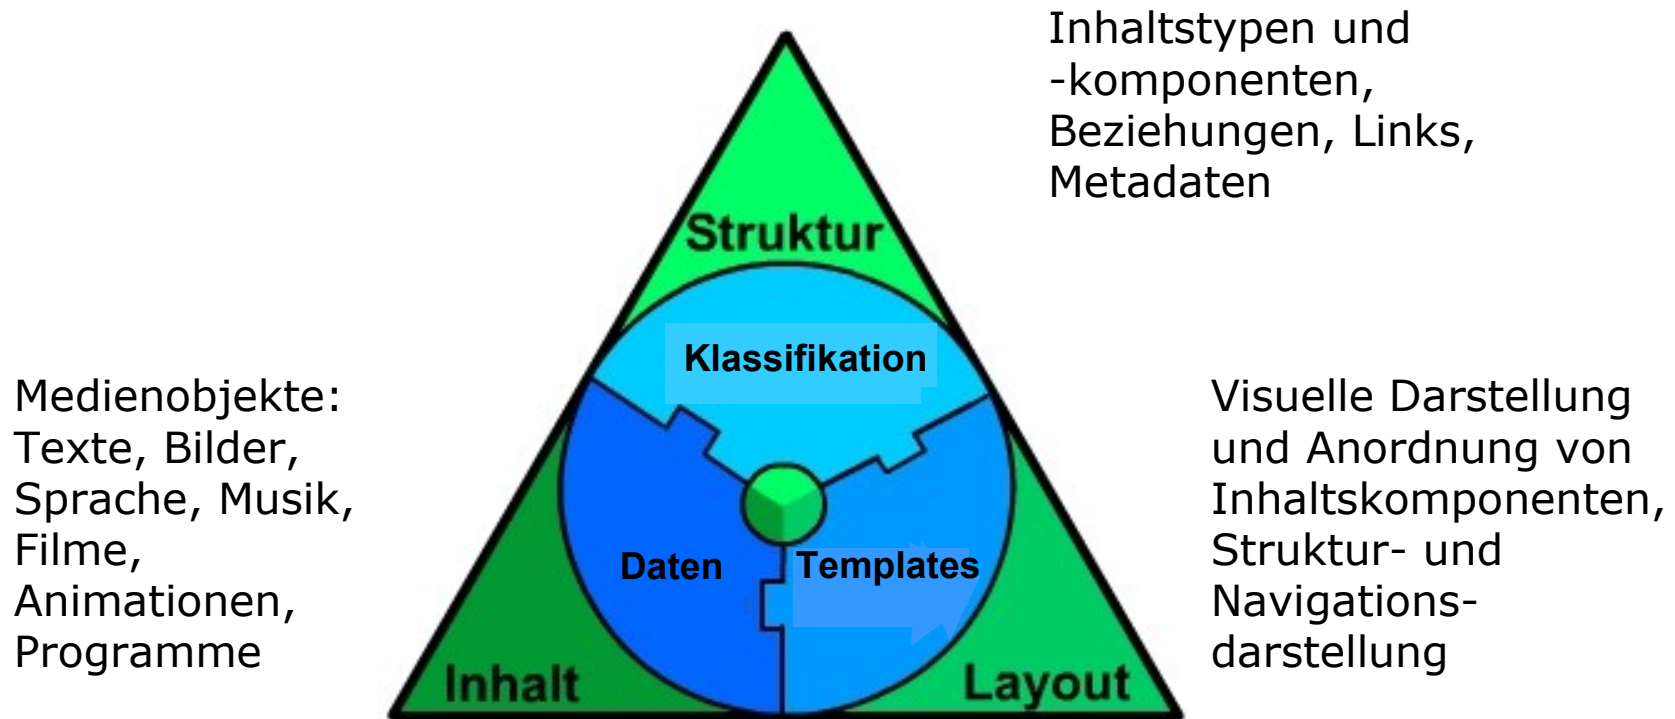 Inhaltstypen und
-komponenten,
Beziehungen, Links,
Metadaten
Struktur
Klassifikation
Medienobjekte:
Texte, Bilder,
Sprache, Musik,
Filme,
Animationen,
Programme
Visuelle Darstellung
und Anordnung von
Inhaltskomponenten,
Struktur- und
Navigations-
darstellung
Daten
Templates
Inhalt
Layout